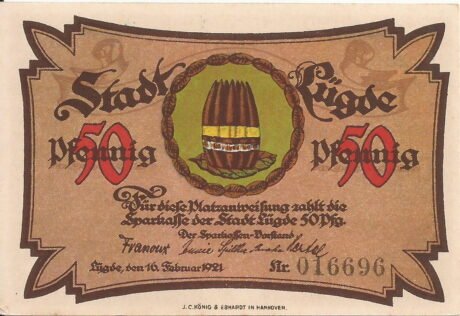 Stadt Lügde
50 Pfennig 50 Pfennig
Für diese Platzanweisung zahlt die
Sparkasse der Stadt Lügde 50 Pfg.
Der Sparkassen-Vorstand
Lügde, den 16. Februar 1921 Nr. 016696
J.C. KÖNIG & EBHARDT IN HANNOVER.